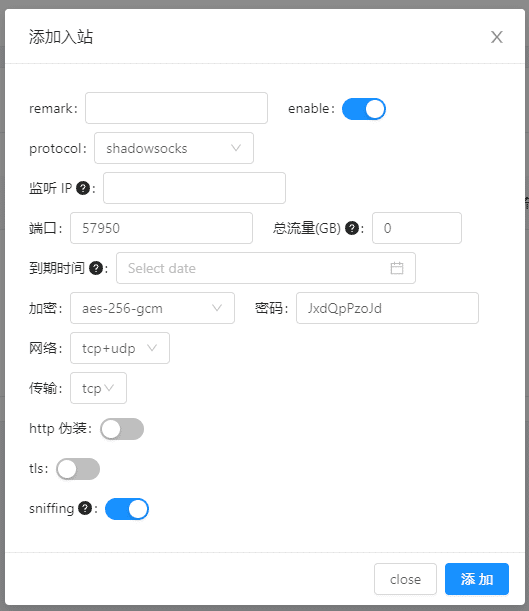 添加入站
remark: enable:
protocol: shadowsocks
监听 IP ?:
端口: 57950 总流量(GB) ?: 0
到期时间 ?: Select date
加密: aes-256-gcm 密码: JxdQpPzoJd
网络: tcp+udp
传输: tcp
http 伪装:
tls:
sniffing ?:
close 添 加